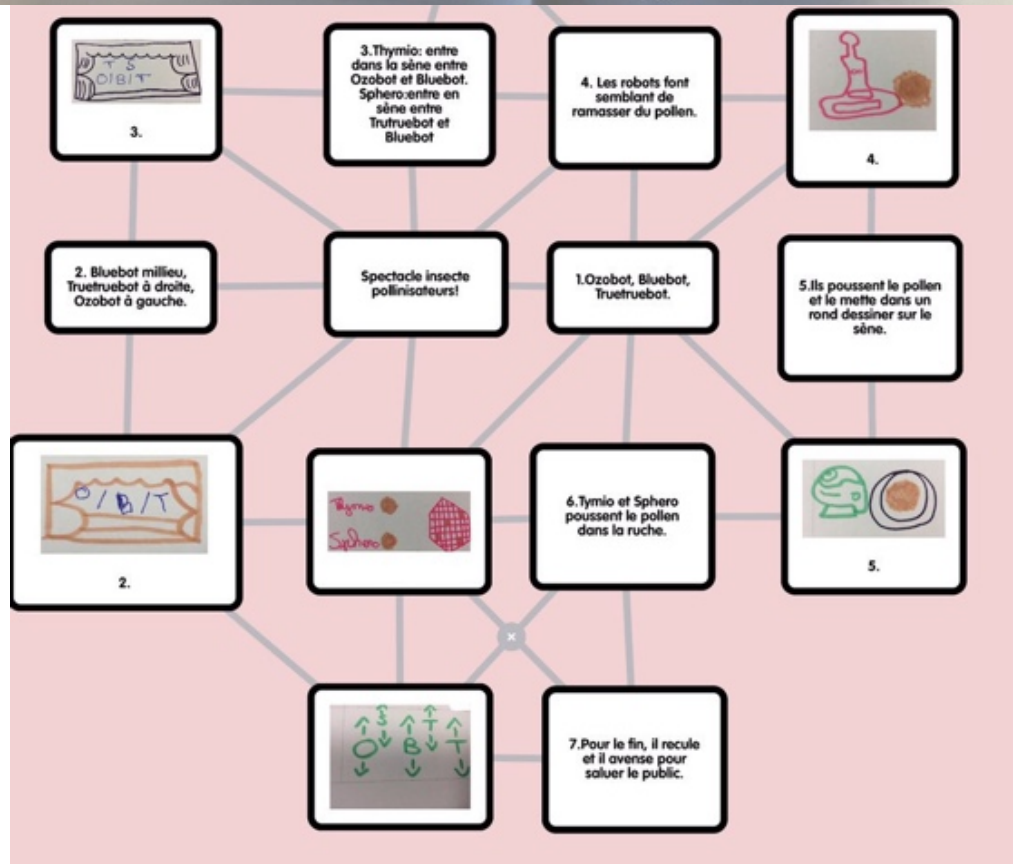 T S
O/B/T
3.
3.Thymio: entre
dans la sène entre
Ozobot et Bluebot.
Sphero:entre en
sène entre
Trutruebot et
Bluebot
4. Les robots font
semblant de
ramasser du pollen.
4.
2. Bluebot millieu,
Truetruebot à droite,
Ozobot à gauche.
Spectacle insecte
pollinisateurs!
1.Ozobot, Bluebot,
Truetruebot.
5.Ils poussent le pollen
et le mette dans un
rond dessiner sur le
sène.
O/B/T
2.
Thymio
Sphero
6.Tymio et Sphero
poussent le pollen
dans la ruche.
5.
S T
O B T
7.Pour le fin, il recule
et il avense pour
saluer le public.